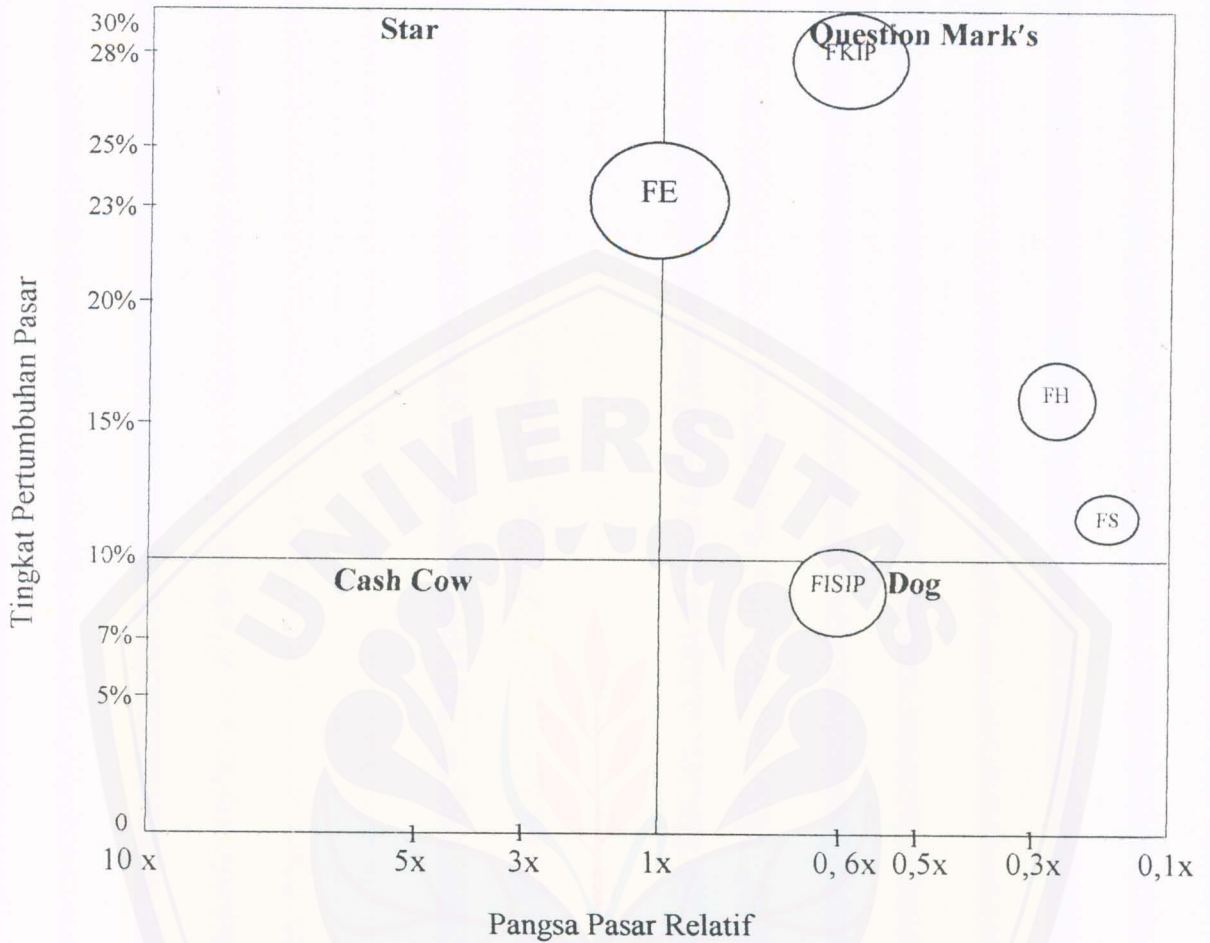 30%
Star
Question Mark's
28%
FKIP
25%
FE
23%
20%
FH
15%
FS
10%
Cash Cow
FISIP
Dog
7%
5%
0
10 x
5x
3x
1x
0, 6x
0,5x
0,3x
0,1x
Tingkat Pertumbuhan Pasar
Pangsa Pasar Relatif
UNIVERSITAS